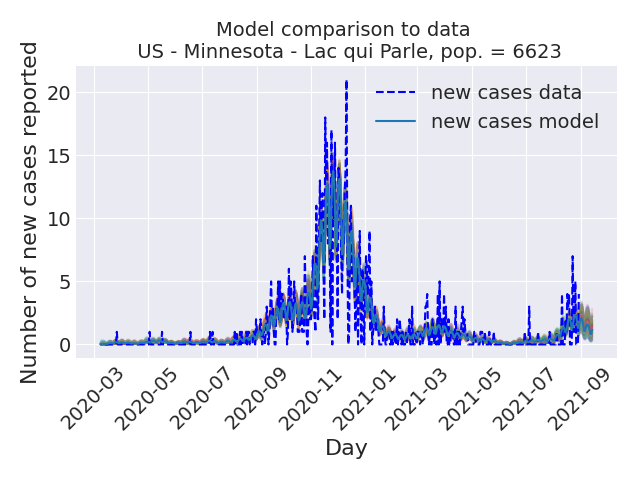 Model comparison to data
US - Minnesota - Lac qui Parle, pop. = 6623
Number of new cases reported
20
15
10
5
0
new cases data
new cases model
2020-03
2020-05
2020-07
2020-09
2020-11
2021-01
2021-03
2021-05
2021-07
2021-09
Day